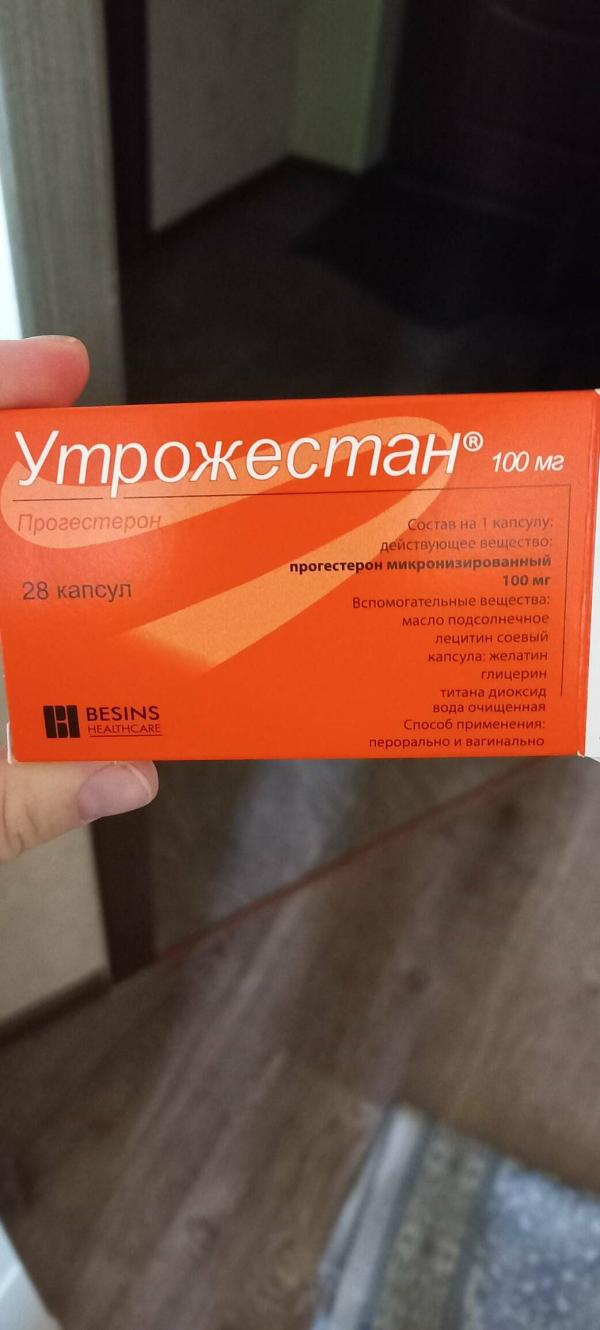 Утрожестан® 100 мг
Прогестерон
28 капсул
Состав на 1 капсулу:
действующее вещество:
прогестерон микронизированный
100 мг
Вспомогательные вещества:
масло подсолнечное
лецитин соевый
капсула: желатин
глицерин
титана диоксид
вода очищенная
Способ применения:
перорально и вагинально
BESINS
HEALTHCARE